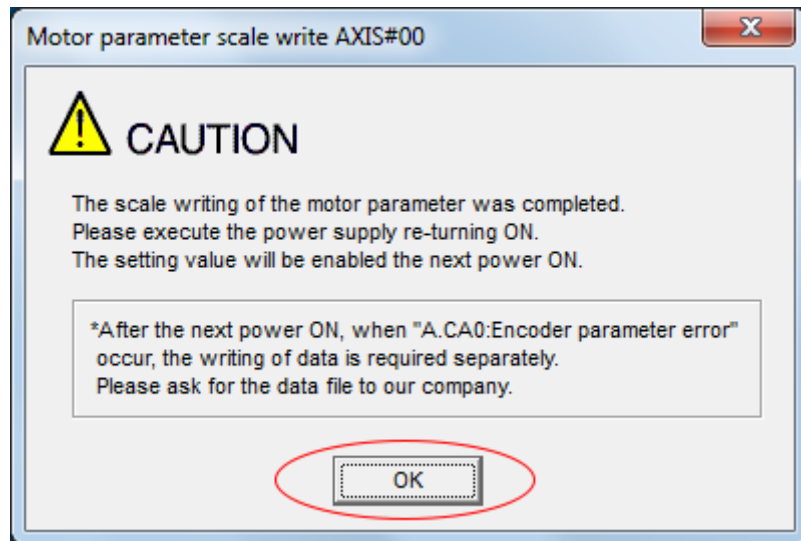 Motor parameter scale write AXIS#00
CAUTION
The scale writing of the motor parameter was completed.
Please execute the power supply re-turning ON.
The setting value will be enabled the next power ON.
*After the next power ON, when "A.CA0:Encoder parameter error"
occur, the writing of data is required separately.
Please ask for the data file to our company.
OK